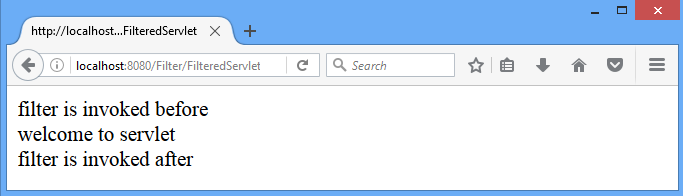 http://localhost...FilteredServlet
localhost:8080/Filter/FilteredServlet
Search
filter is invoked before
welcome to servlet
filter is invoked after